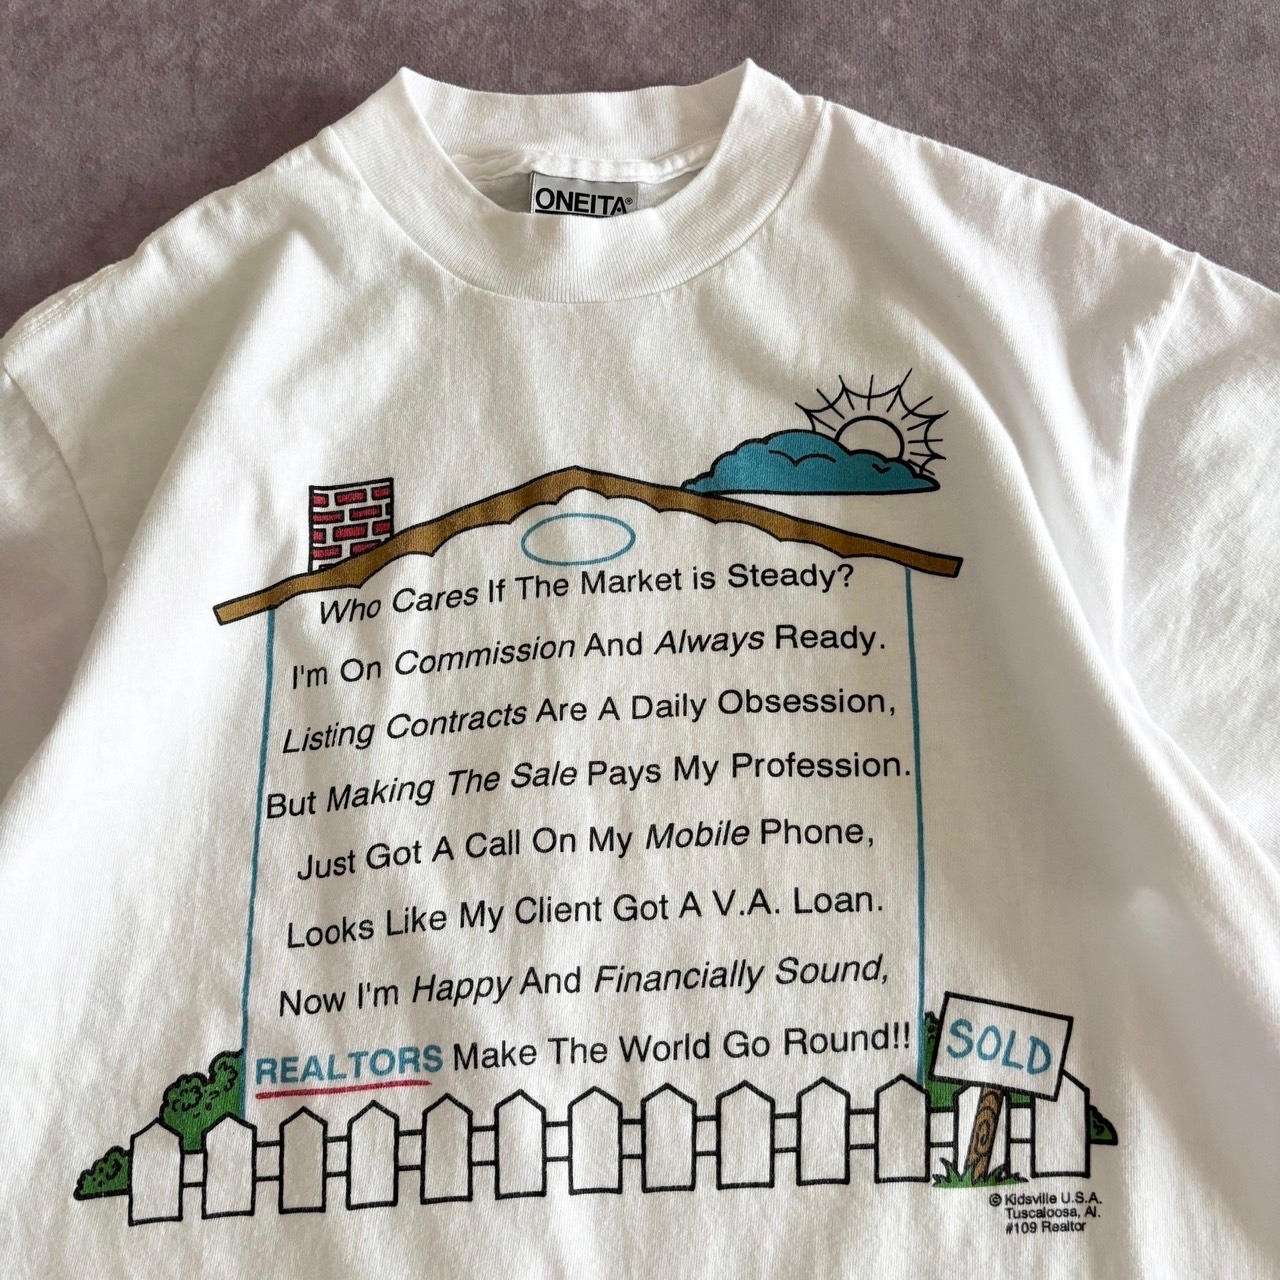 ONEITA®
Who Cares If The Market is Steady?
I'm On Commission And Always Ready.
Listing Contracts Are A Daily Obsession,
But Making The Sale Pays My Profession.
Just Got A Call On My Mobile Phone,
Looks Like My Client Got A V.A. Loan.
Now I'm Happy And Financially Sound,
REALTORS Make The World Go Round!!
SOLD
© Kidsville U.S.A.
Tuscaloosa, Al.
#109 Realtor